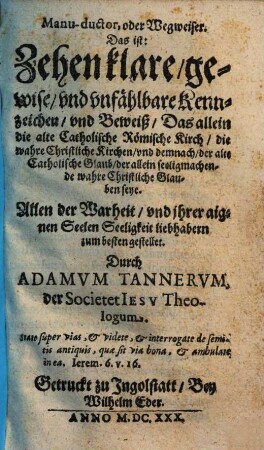 Manu-ductor, oder Wegweiser.
Das ist:
Zehen klare/ge-
wise/vnd vnfählbare Kenn-
zeichen/vnd Beweiß/Das allein
die alte Catholische Römische Kirch/die
wahre Christliche Kirchen/vnd demnach/der alte
Catholische Glaub/der allein seeligmachen-
de wahre Christliche Glau-
ben seye.
Allen der Warheit/vnd jhrer aig-
nen Seelen Seeligkeit liebhabern
zum besten gestellet.
Durch
ADAMVM TANNERVM,
der Societet IESV Theo-
logum.
State super vias, & videte, & interrogate de semi-
tis antiquis, quæ sit via bona, & ambulate
in ea. Ierem. 6. v. 16.
Getruckt zu Ingolstatt/Bey
Wilhelm Eder.
ANNO M. DC. XXX.